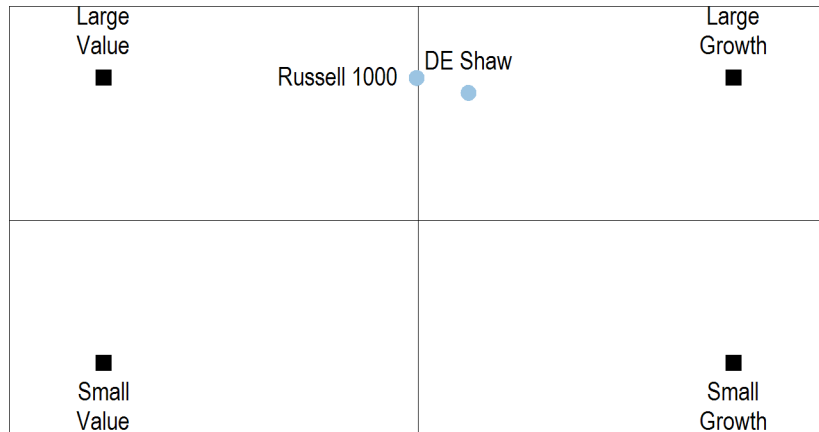 Large
Value
Large
Growth
DE Shaw
Russell 1000
Small
Value
Small
Growth